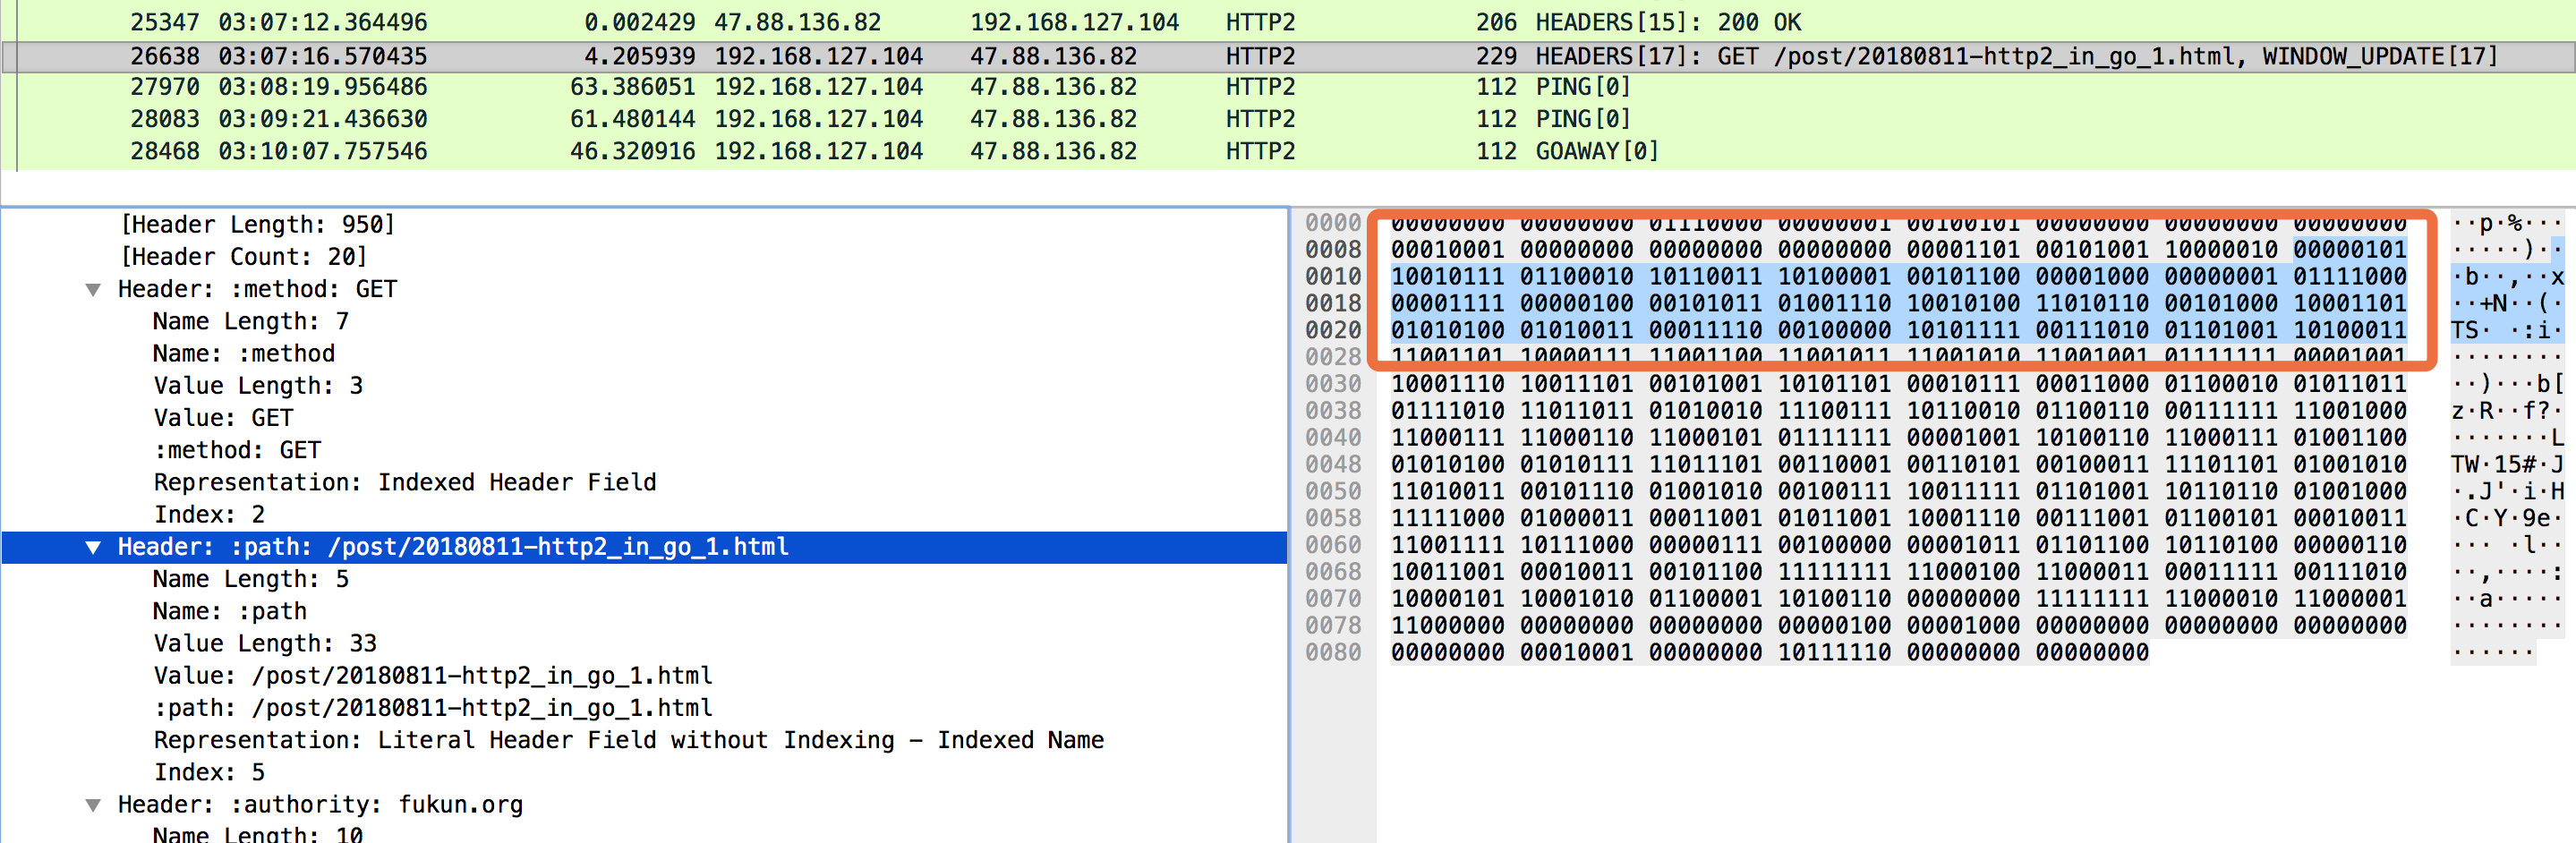 25347 03:07:12.364496 0.002429 47.88.136.82 192.168.127.104 HTTP2 206 HEADERS[15]: 200 OK
26638 03:07:16.570435 4.205939 192.168.127.104 47.88.136.82 HTTP2 229 HEADERS[17]: GET /post/20180811-http2_in_go_1.html, WINDOW_UPDATE[17]
27970 03:08:19.956486 63.386051 192.168.127.104 47.88.136.82 HTTP2 112 PING[0]
28083 03:09:21.436630 61.480144 192.168.127.104 47.88.136.82 HTTP2 112 PING[0]
28468 03:10:07.757546 46.320916 192.168.127.104 47.88.136.82 HTTP2 112 GOAWAY[0]
[Header Length: 950]
[Header Count: 20]
Header: :method: GET
Name Length: 7
Name: :method
Value Length: 3
Value: GET
:method: GET
Representation: Indexed Header Field
Index: 2
Header: :path: /post/20180811-http2_in_go_1.html
Name Length: 5
Name: :path
Value Length: 33
Value: /post/20180811-http2_in_go_1.html
:path: /post/20180811-http2_in_go_1.html
Representation: Literal Header Field without Indexing - Indexed Name
Index: 5
Header: :authority: fukun.org
Name Length: 10
0000 00000000 00000000 01110000 00000001 00100101 00000000 00000000 00000000 ··p·%···
0008 00010001 00000000 00000000 00000000 00001101 00101001 10000010 00000101 ·····)··
0010 10010111 01100010 10110011 10100001 00101100 00001000 00000001 01111000 ·b··,··x
0018 00001111 00000100 00101011 01001110 10010100 11010110 00101000 10001101 ··+N··(·
0020 01010100 01010011 00011110 00100000 10101111 00111010 01101001 10100011 TS· ·:i·
0028 11001101 10000111 11001100 11001011 11001010 11001001 01111111 00001001 ········
0030 10001110 10011101 00101001 10101101 00010111 00011000 01100010 01011011 ··)···b[
0038 01111010 11011011 01010010 11100111 10110010 01100110 00111111 11001000 z·R··f?·
0040 11000111 11000110 11000101 01111111 00001001 10100110 11000111 01001100 ·······L
0048 01010100 01010111 11011101 00110001 00110101 00100011 11101101 01001010 TW·15#·J
0050 11010011 00101110 01001010 00100111 10011111 01101001 10110110 01001000 ·.J'·i·H
0058 11111000 01000011 00011001 01011001 10001110 00111001 01100101 00010011 ·C·Y·9e·
0060 11001111 10111000 00000111 00100000 00001011 01101100 10110100 00000110 ··· ·l··
0068 10011001 00010011 00101100 11111111 11000100 11000011 00011111 00111010 ··,····:
0070 10000101 10001010 01100001 10100110 00000000 11111111 11000010 11000001 ··a·····
0078 11000000 00000000 00000000 00000100 00001000 00000000 00000000 00000000 ········
0080 00000000 00010001 00000000 10111110 00000000 00000000 ······